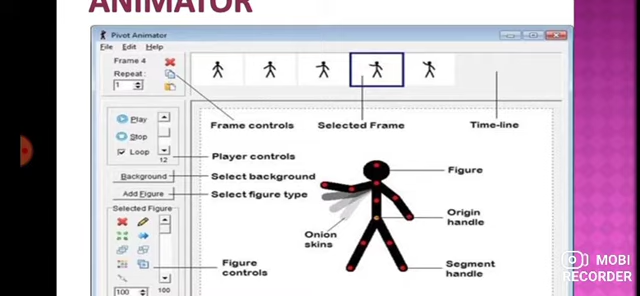 ANIMATOR
Pivot Animator
File Edit Help
Frame 4
Repeat:
1
Frame controls
Selected Frame
Time-line
Play
Stop
Loop
12
Player controls
Background
Select background
Add Figure
Select figure type
Selected Figure
Figure
Origin
handle
Onion
skins
Figure
controls
Segment
handle
100
100
MOBI
RECORDER